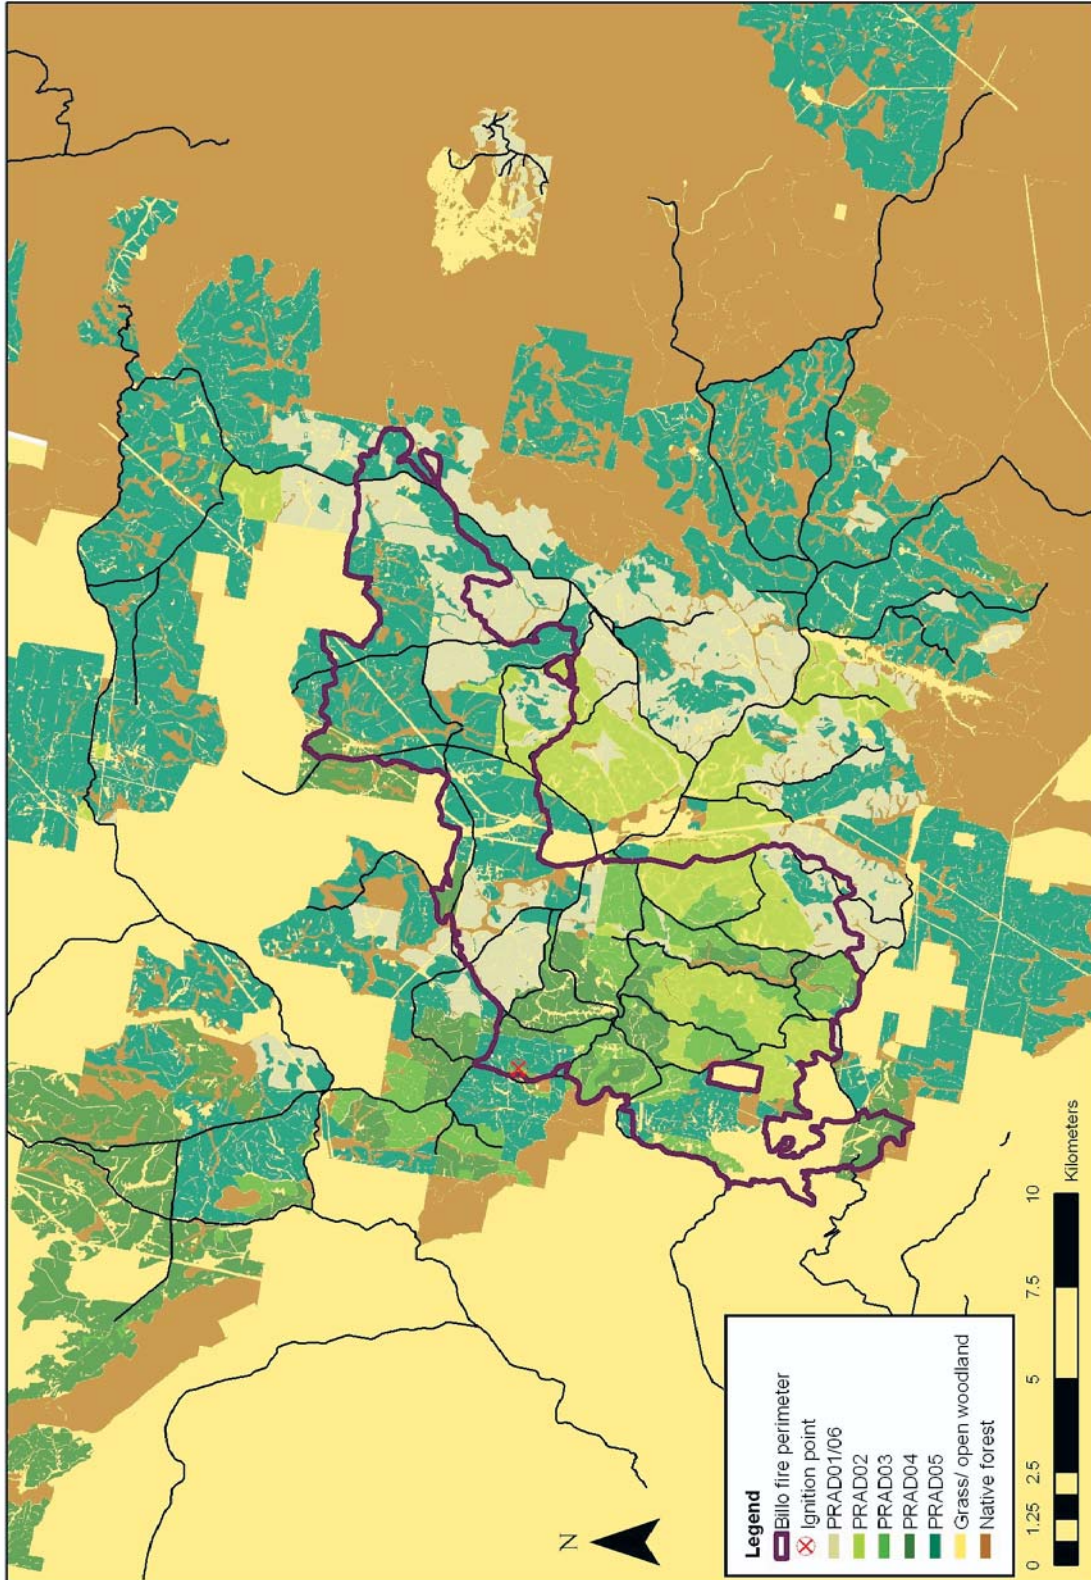 N
Legend
Billo fire perimeter
Ignition point
PRAD01/06
PRAD02
PRAD03
PRAD04
PRAD05
Grass/ open woodland
Native forest
0 1.25 2.5 5 7.5 10
Kilometers